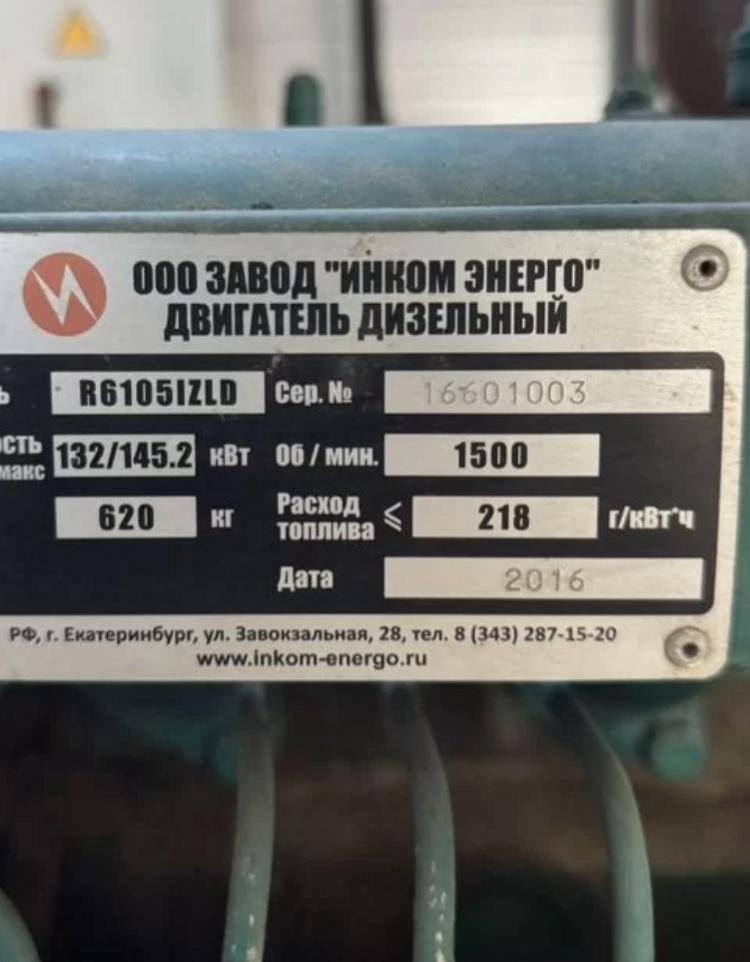 ООО ЗАВОД "ИНКОМ ЭНЕРГО"
ДВИГАТЕЛЬ ДИЗЕЛЬНЫЙ
R6105IZLD Сер. № 16601003
132/145.2 кВт Об / мин. 1500
макс
620 кг Расход топлива ⩽ 218 г/кВт*ч
Дата 2016
РФ, г. Екатеринбург, ул. Завокзальная, 28, тел. 8 (343) 287-15-20
www.inkom-energo.ru